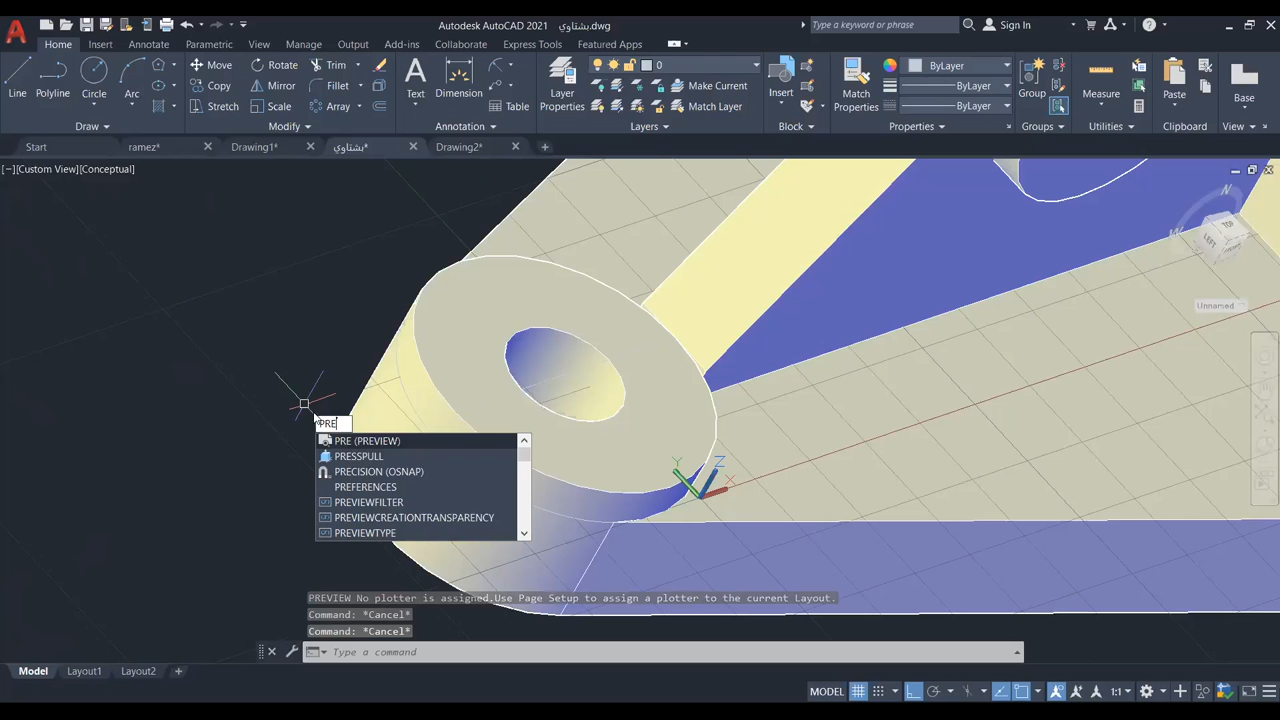 Autodesk AutoCAD 2021 بشتاوي.dwg
Type a keyword or phrase
Sign In
Home Insert Annotate Parametric View Manage Output Add-ins Collaborate Express Tools Featured Apps
Line
Polyline
Circle
Arc
Draw
Move
Rotate
Trim
Copy
Mirror
Fillet
Stretch
Scale
Array
Modify
Text
Dimension
Table
Annotation
Layer
Properties
0
Make Current
Match Layer
Layers
Insert
Block
Match
Properties
ByLayer
ByLayer
ByLayer
Properties
Group
Groups
Measure
Utilities
Paste
Clipboard
Base
View
Start
ramez*
Drawing1*
بشتاوي*
Drawing2*
[−][Custom View][Conceptual]
N
W
TOP
LEFT
Unnamed
PRE
PRE (PREVIEW)
PRESSPULL
PRECISION (OSNAP)
PREFERENCES
PREVIEWFILTER
PREVIEWCREATIONTRANSPARENCY
PREVIEWTYPE
Y
Z
X
PREVIEW No plotter is assigned.Use Page Setup to assign a plotter to the current Layout.
Command: *Cancel*
Command: *Cancel*
Type a command
Model Layout1 Layout2
MODEL
1:1